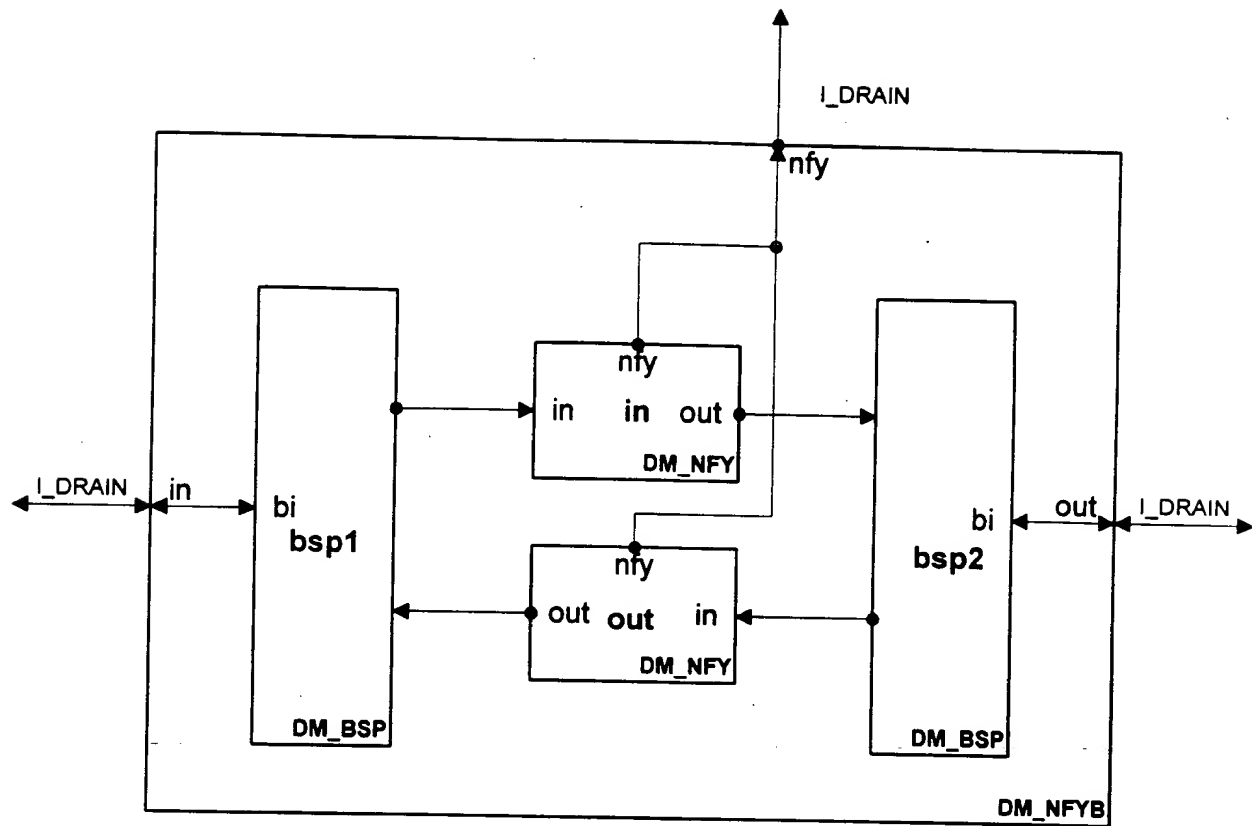 I_DRAIN
nfy
nfy
in in out
DM_NFY
I_DRAIN in
bi
bsp1
bi
bsp2
out I_DRAIN
nfy
out out in
DM_NFY
DM_BSP
DM_BSP
DM_NFYB